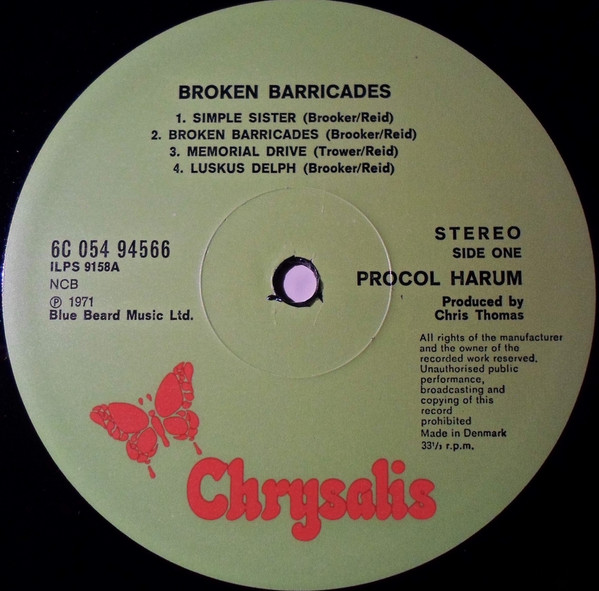 BROKEN BARRICADES
1. SIMPLE SISTER (Brooker/Reid)
2. BROKEN BARRICADES (Brooker/Reid)
3. MEMORIAL DRIVE (Trower/Reid)
4. LUSKUS DELPH (Brooker/Reid)
6C 054 94566
ILPS 9158A
NCB
℗ 1971
Blue Beard Music Ltd.
STEREO
SIDE ONE
PROCOL HARUM
Produced by
Chris Thomas
All rights of the manufacturer
and the owner of the
recorded work reserved.
Unauthorised public
performance,
broadcasting and
copying of this
record
prohibited
Made in Denmark
33⅓ r.p.m.
Chrysalis